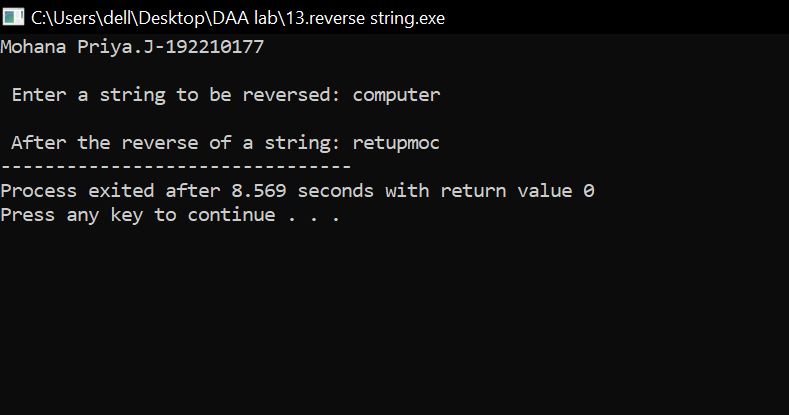 C:\Users\dell\Desktop\DAA lab\13.reverse string.exe
Mohana Priya.J-192210177
Enter a string to be reversed: computer
After the reverse of a string: retupmoc
--------------------------------
Process exited after 8.569 seconds with return value 0
Press any key to continue . . .